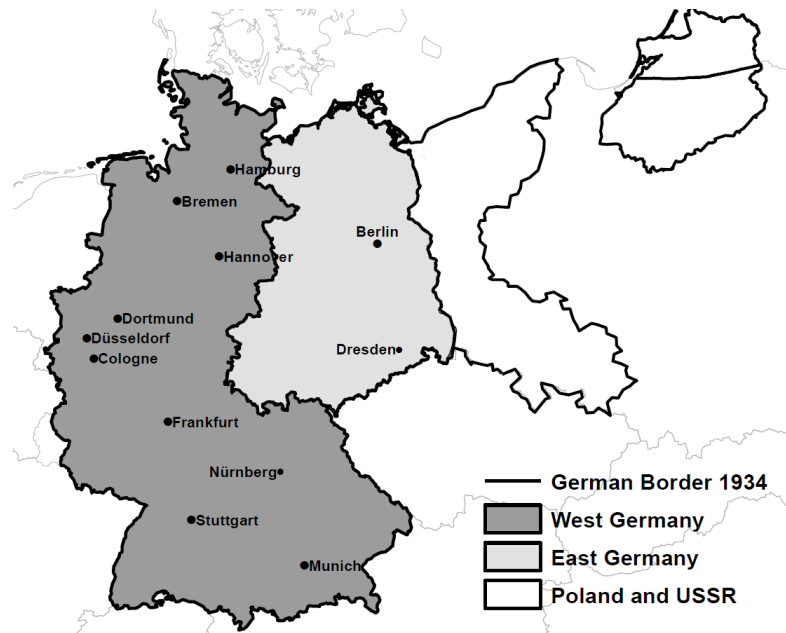 Hamburg
Bremen
Berlin
Hannover
Dortmund
Düsseldorf
Dresden
Cologne
Frankfurt
Nürnberg
Stuttgart
Munich
German Border 1934
West Germany
East Germany
Poland and USSR